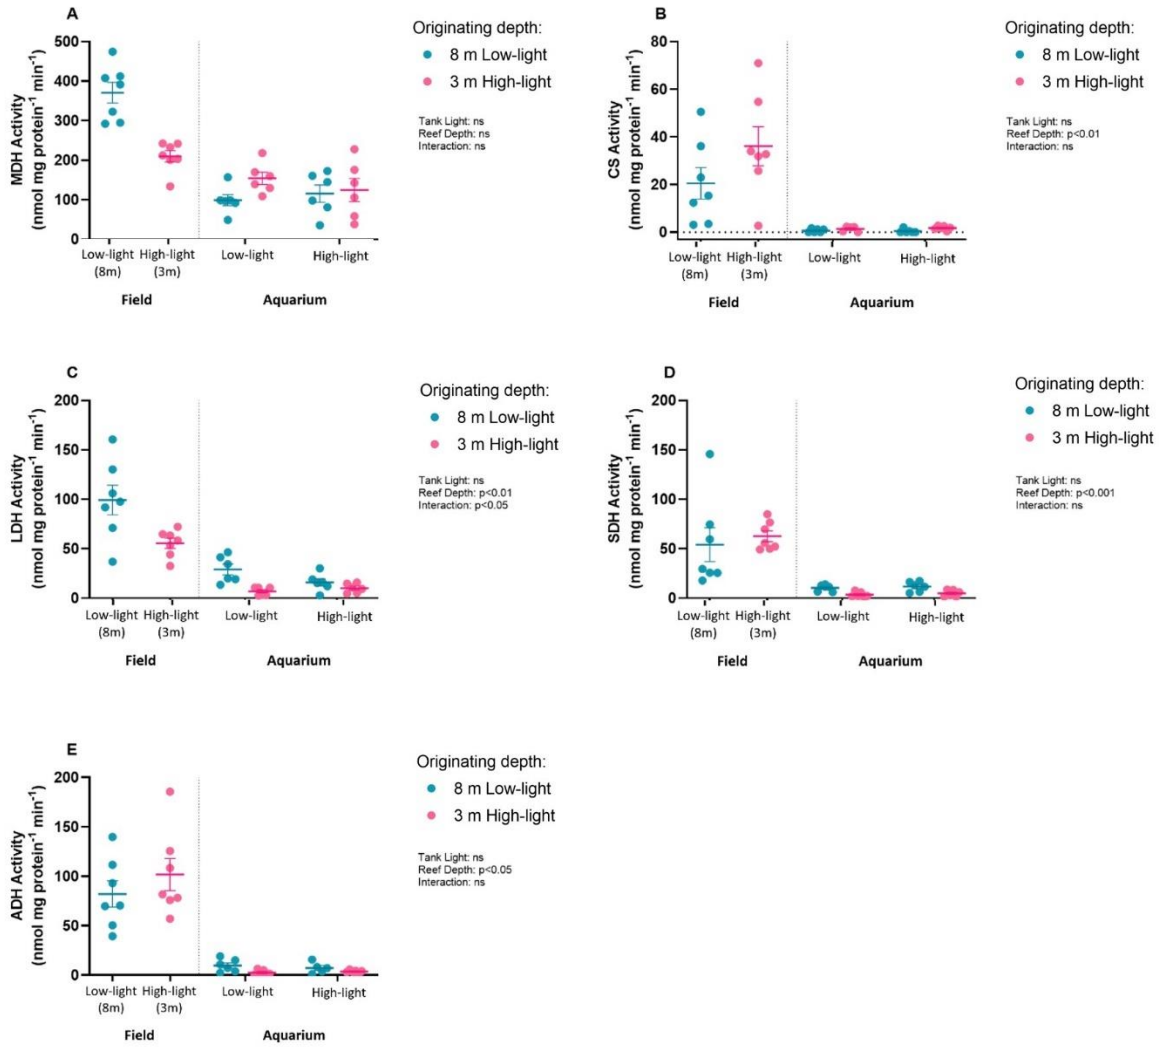 A
MDH Activity
(nmol mg protein⁻¹ min⁻¹)
500
400
300
200
100
0
Low-light
(8m)
High-light
(3m)
Low-light
High-light
Field
Aquarium
Originating depth:
8 m Low-light
3 m High-light
Tank Light: ns
Reef Depth: ns
Interaction: ns
B
CS Activity
(nmol mg protein⁻¹ min⁻¹)
80
60
40
20
0
Low-light
(8m)
High-light
(3m)
Low-light
High-light
Field
Aquarium
Originating depth:
8 m Low-light
3 m High-light
Tank Light: ns
Reef Depth: p<0.01
Interaction: ns
C
LDH Activity
(nmol mg protein⁻¹ min⁻¹)
200
150
100
50
0
Low-light
(8m)
High-light
(3m)
Low-light
High-light
Field
Aquarium
Originating depth:
8 m Low-light
3 m High-light
Tank Light: ns
Reef Depth: p<0.01
Interaction: p<0.05
D
SDH Activity
(nmol mg protein⁻¹ min⁻¹)
200
150
100
50
0
Low-light
(8m)
High-light
(3m)
Low-light
High-light
Field
Aquarium
Originating depth:
8 m Low-light
3 m High-light
Tank Light: ns
Reef Depth: p<0.001
Interaction: ns
E
ADH Activity
(nmol mg protein⁻¹ min⁻¹)
200
150
100
50
0
Low-light
(8m)
High-light
(3m)
Low-light
High-light
Field
Aquarium
Originating depth:
8 m Low-light
3 m High-light
Tank Light: ns
Reef Depth: p<0.05
Interaction: ns